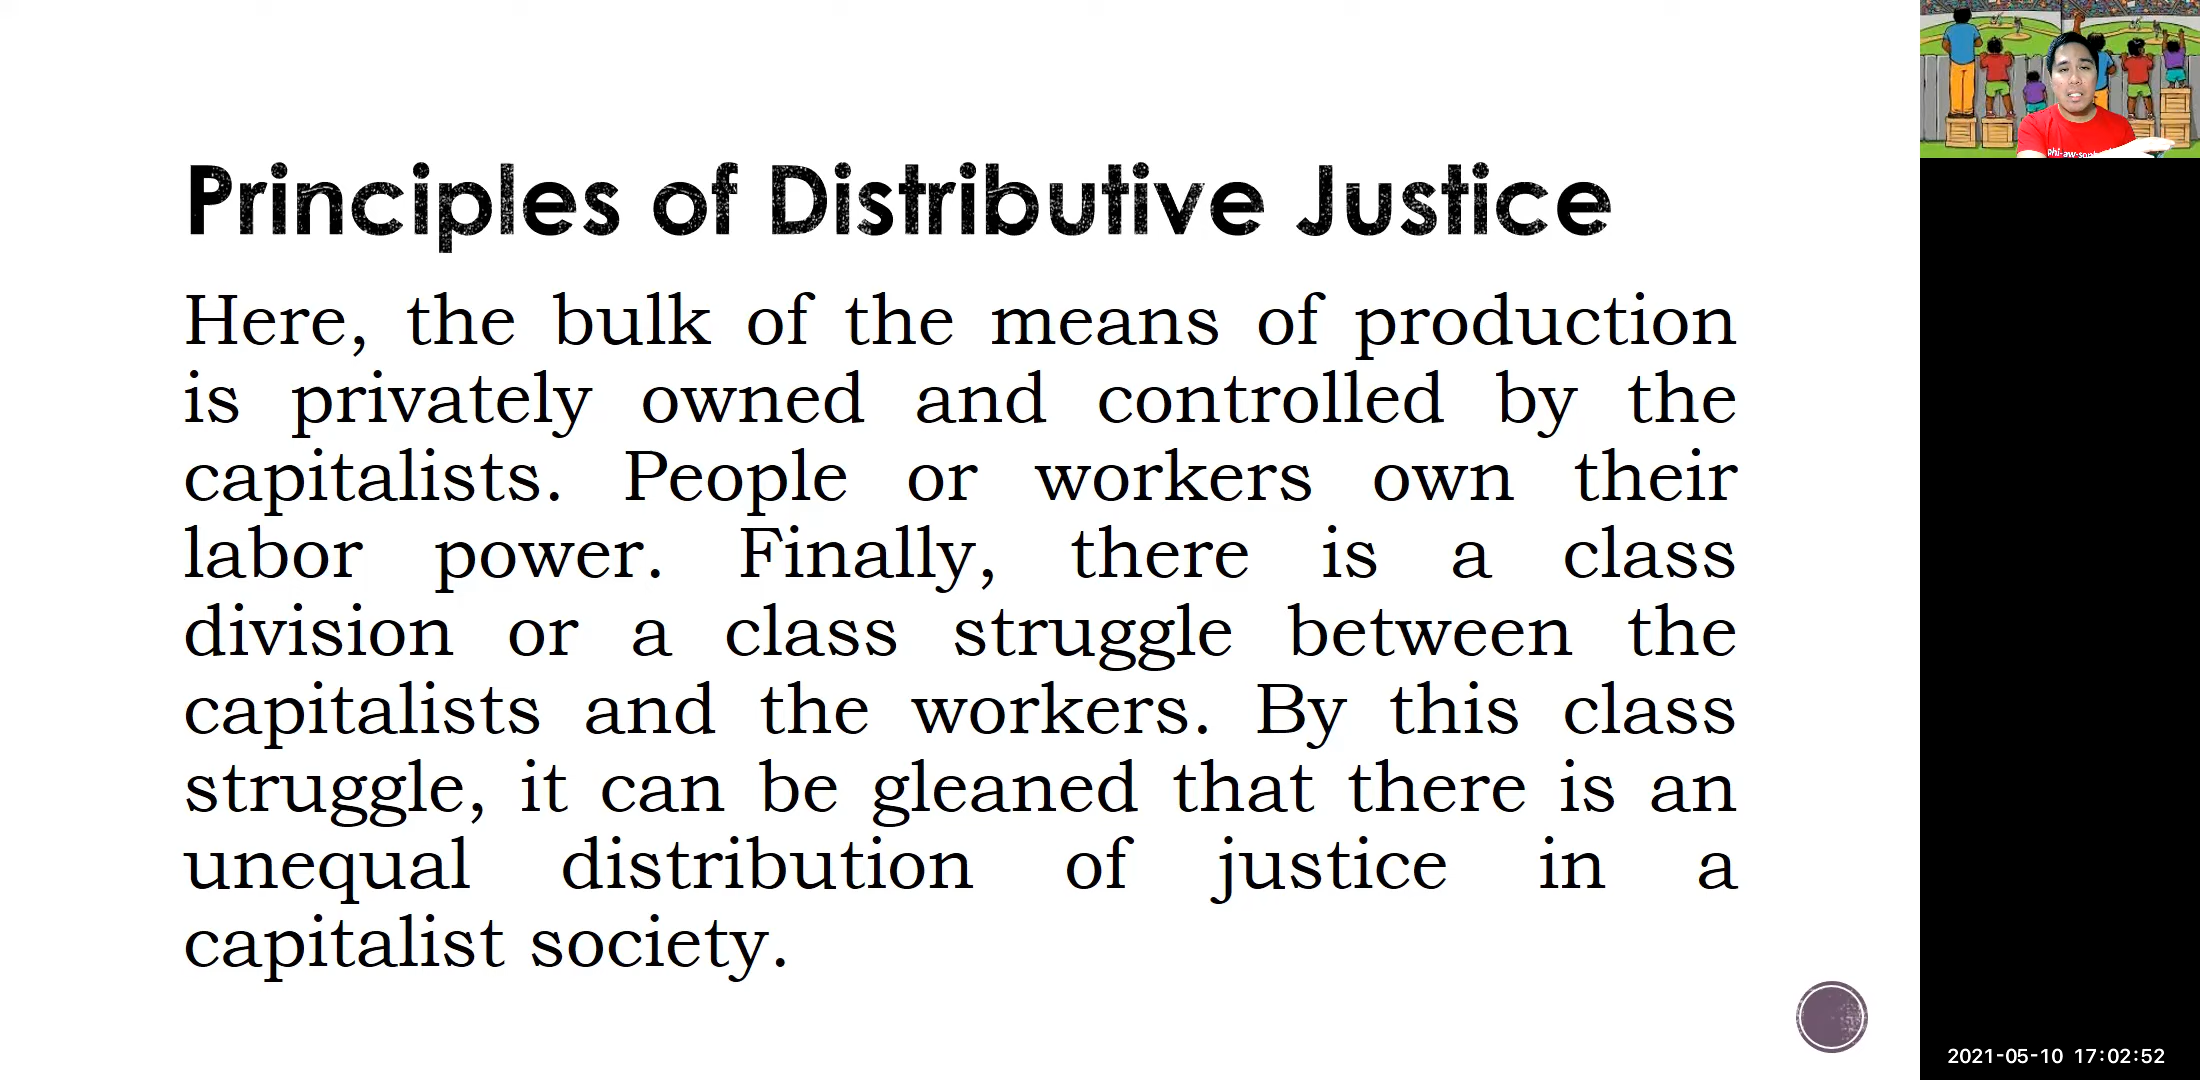 Principles of Distributive Justice
Here, the bulk of the means of production
is privately owned and controlled by the
capitalists. People or workers own their
labor power. Finally, there is a class
division or a class struggle between the
capitalists and the workers. By this class
struggle, it can be gleaned that there is an
unequal distribution of justice in a
capitalist society.
2021-05-10 17:02:52